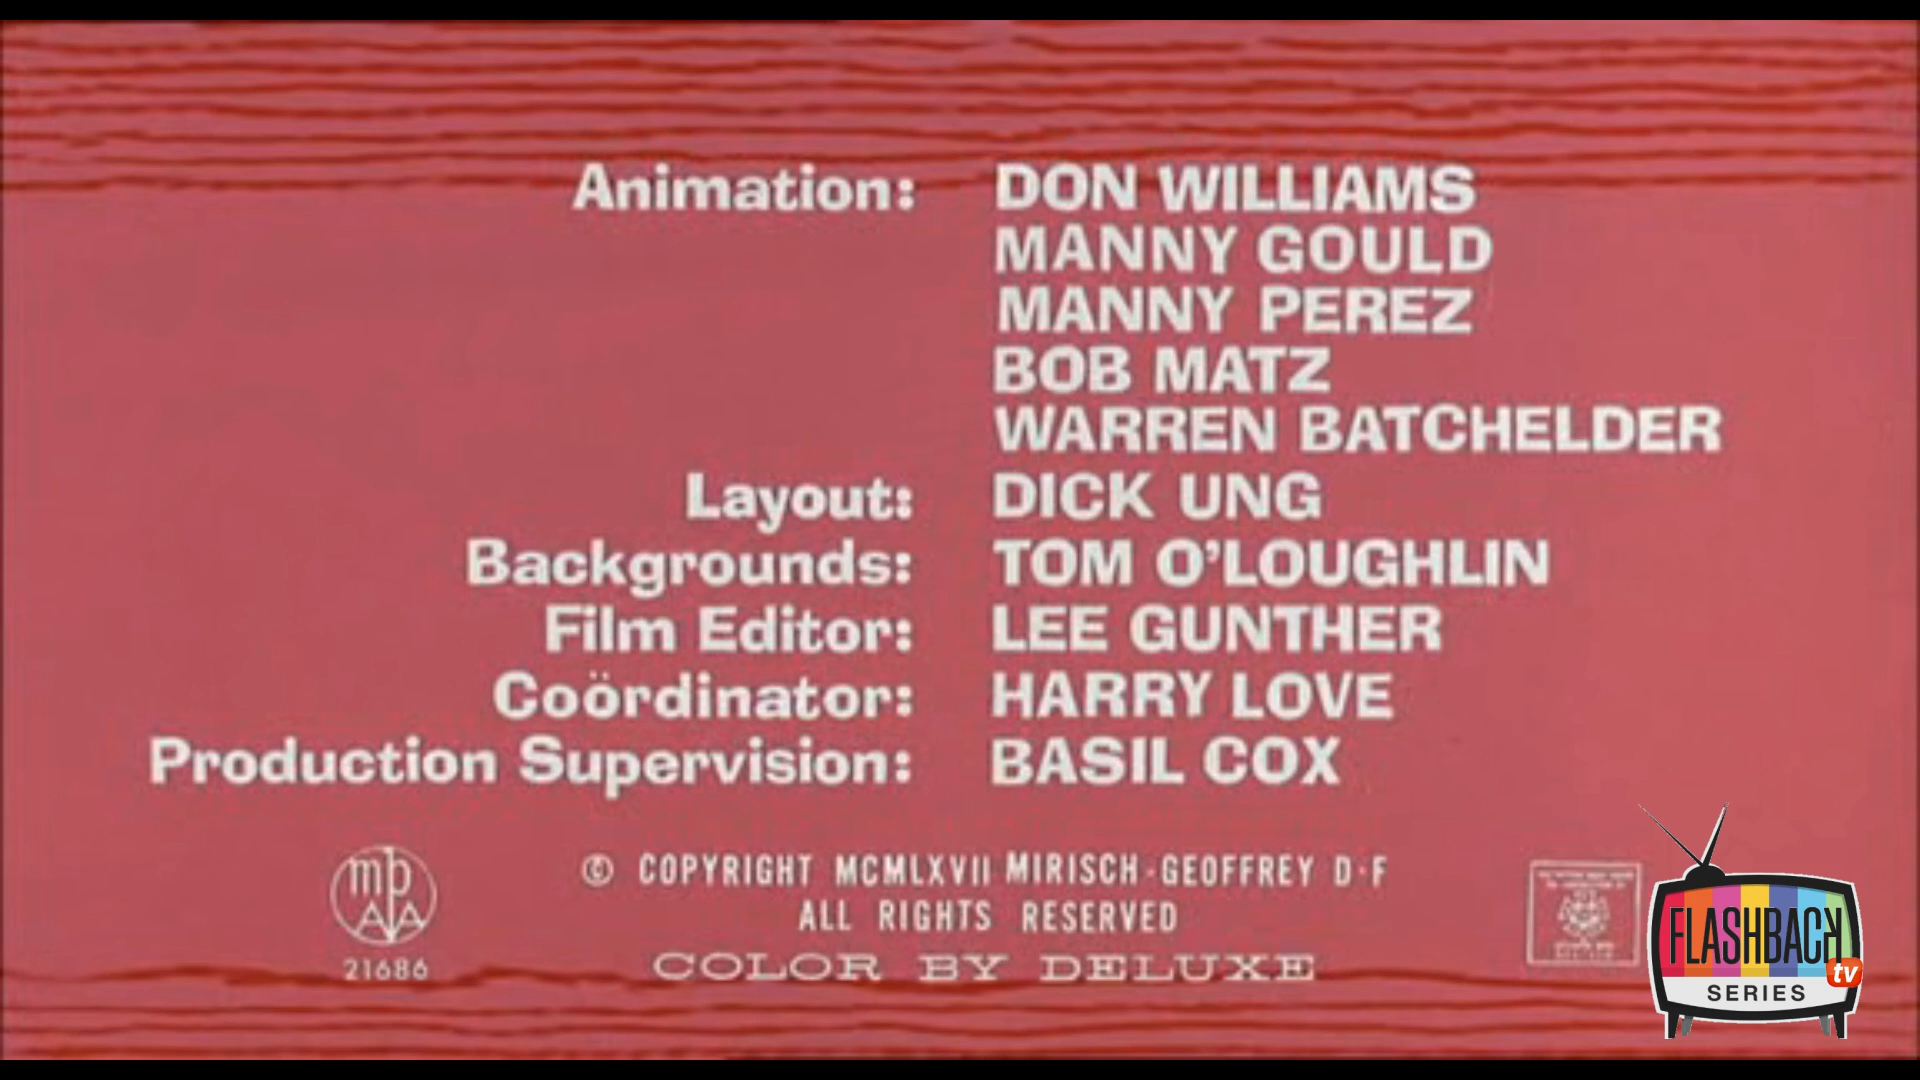 Animation: DON WILLIAMS
MANNY GOULD
MANNY PEREZ
BOB MATZ
WARREN BATCHELDER
Layout: DICK UNG
Backgrounds: TOM O'LOUGHLIN
Film Editor: LEE GUNTHER
Coördinator: HARRY LOVE
Production Supervision: BASIL COX
mpAA
21686
© COPYRIGHT MCMLXVII MIRISCH-GEOFFREY D·F
ALL RIGHTS RESERVED
COLOR BY DELUXE
FLASHBACK
tv
SERIES